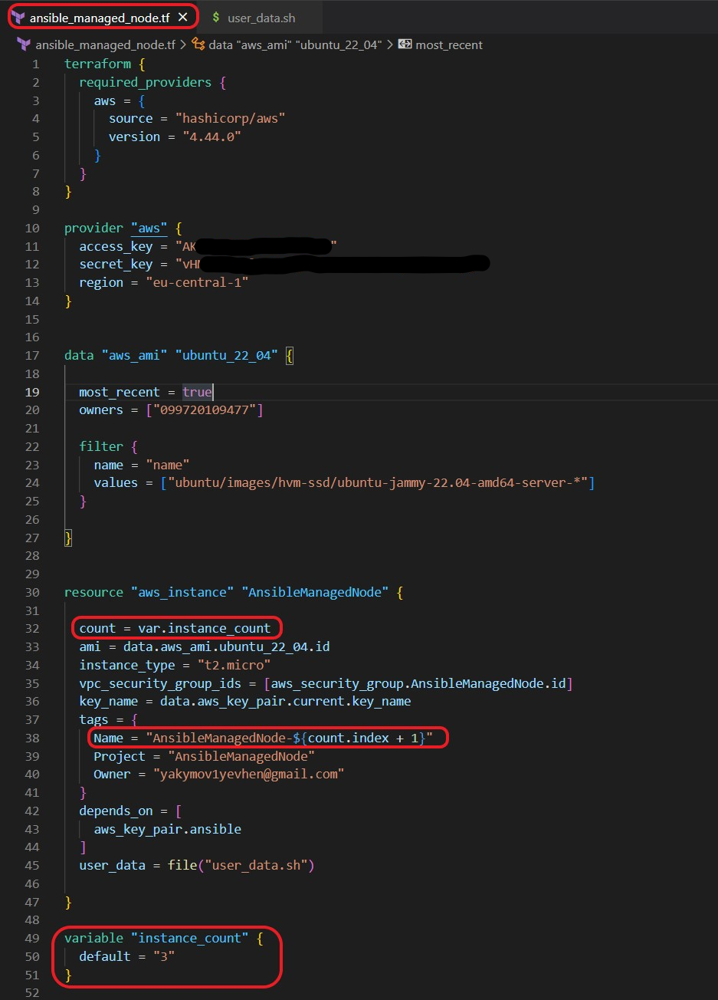 ansible_managed_node.tf
$ user_data.sh
ansible_managed_node.tf > data "aws_ami" "ubuntu_22_04" > most_recent
1 terraform {
2 required_providers {
3 aws = {
4 source = "hashicorp/aws"
5 version = "4.44.0"
6 }
7 }
8 }
9
10 provider "aws" {
11 access_key = "AK"
12 secret_key = "vHM
13 region = "eu-central-1"
14 }
15
16
17 data "aws_ami" "ubuntu_22_04" {
18
19 most_recent = true
20 owners = ["099720109477"]
21
22 filter {
23 name = "name"
24 values = ["ubuntu/images/hvm-ssd/ubuntu-jammy-22.04-amd64-server-*"]
25 }
26
27 }
28
29
30 resource "aws_instance" "AnsibleManagedNode" {
31
32 count = var.instance_count
33 ami = data.aws_ami.ubuntu_22_04.id
34 instance_type = "t2.micro"
35 vpc_security_group_ids = [aws_security_group.AnsibleManagedNode.id]
36 key_name = data.aws_key_pair.current.key_name
37 tags = {
38 Name = "AnsibleManagedNode-${count.index + 1}"
39 Project = "AnsibleManagedNode"
40 Owner = "yakymov1yevhen@gmail.com"
41 }
42 depends_on = [
43 aws_key_pair.ansible
44 ]
45 user_data = file("user_data.sh")
46
47 }
48
49 variable "instance_count" {
50 default = "3"
51 }
52